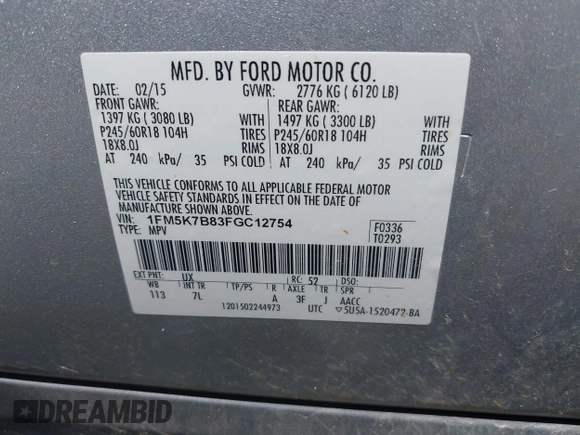 MFD. BY FORD MOTOR CO.
DATE: 02/15 GVWR: 2776 KG ( 6120 LB)
FRONT GAWR: REAR GAWR:
1397 KG ( 3080 LB) WITH 1497 KG ( 3300 LB) WITH
P245/60R18 104H TIRES P245/60R18 104H TIRES
18X8.0J RIMS 18X8.0J RIMS
AT 240 kPa/ 35 PSI COLD AT 240 kPa/ 35 PSI COLD
THIS VEHICLE CONFORMS TO ALL APPLICABLE FEDERAL MOTOR
VEHICLE SAFETY STANDARDS IN EFFECT ON THE DATE OF
MANUFACTURE SHOWN ABOVE.
VIN: 1FM5K7B83FGC12754 F0336
TYPE: MPV T0293
EXT PNT: UX RC: 52 DSO:
WB INT TR TP/PS R AXLE TR SPR
113 7L A 3F J AACC
1201502244973 UTC ▽5U5A-1520472-BA
DREAMBID